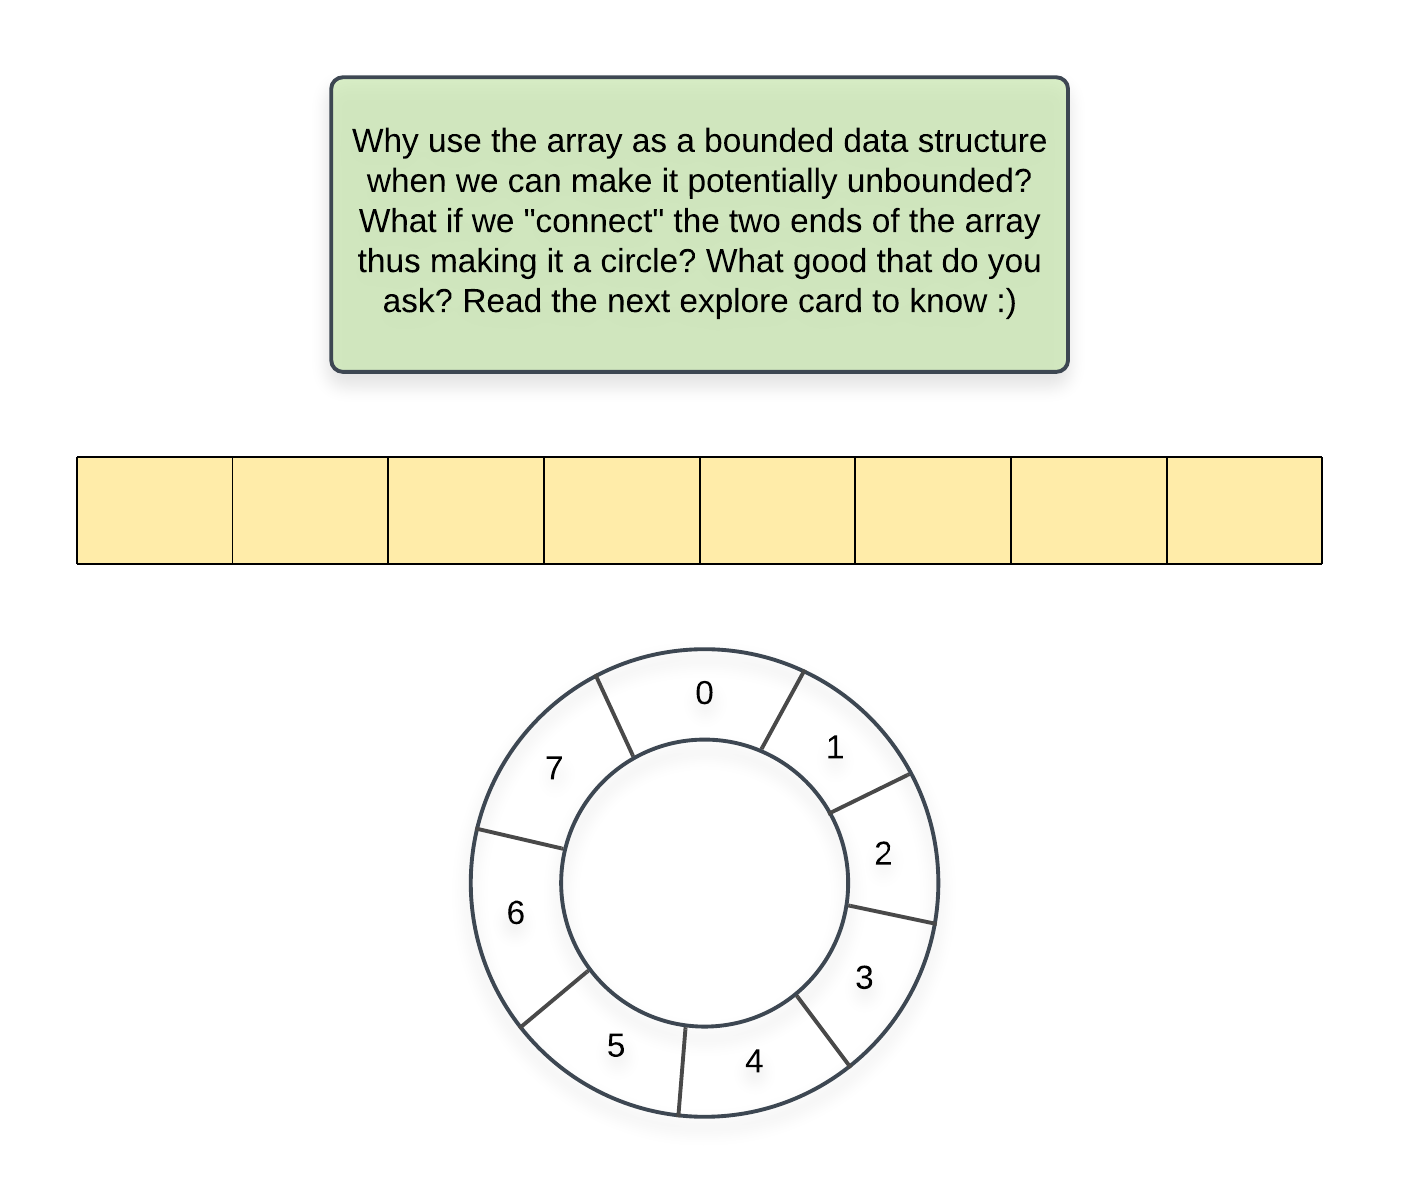 Why use the array as a bounded data structure
when we can make it potentially unbounded?
What if we "connect" the two ends of the array
thus making it a circle? What good that do you
ask? Read the next explore card to know :)
0
1
2
3
4
5
6
7